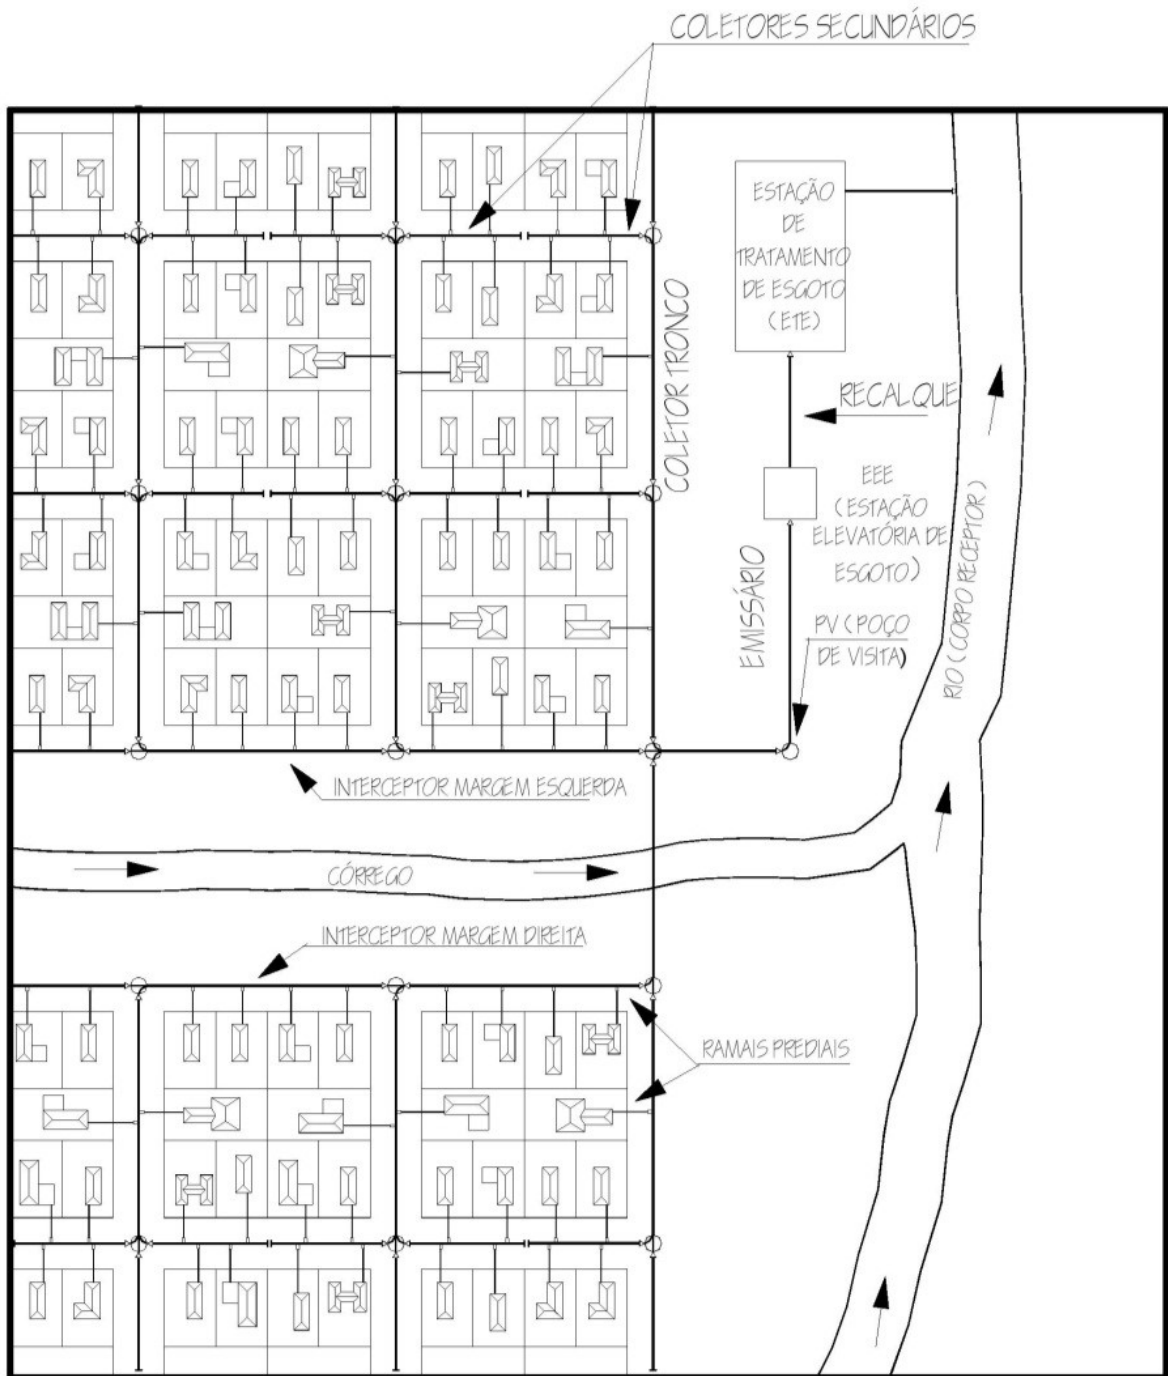 COLETORES SECUNDÁRIOS
ESTAÇÃO
DE
TRATAMENTO
DE ESGOTO
(ETE)
COLETOR TRONCO
RECALQUE
EEE
(ESTAÇÃO
ELEVATÓRIA DE
ESGOTO)
RIO (CORPO RECEPTOR)
EMISSÁRIO
PV (POÇO
DE VISITA)
INTERCEPTOR MARGEM ESQUERDA
CÓRREGO
INTERCEPTOR MARGEM DIREITA
RAMAIS PREDIAIS